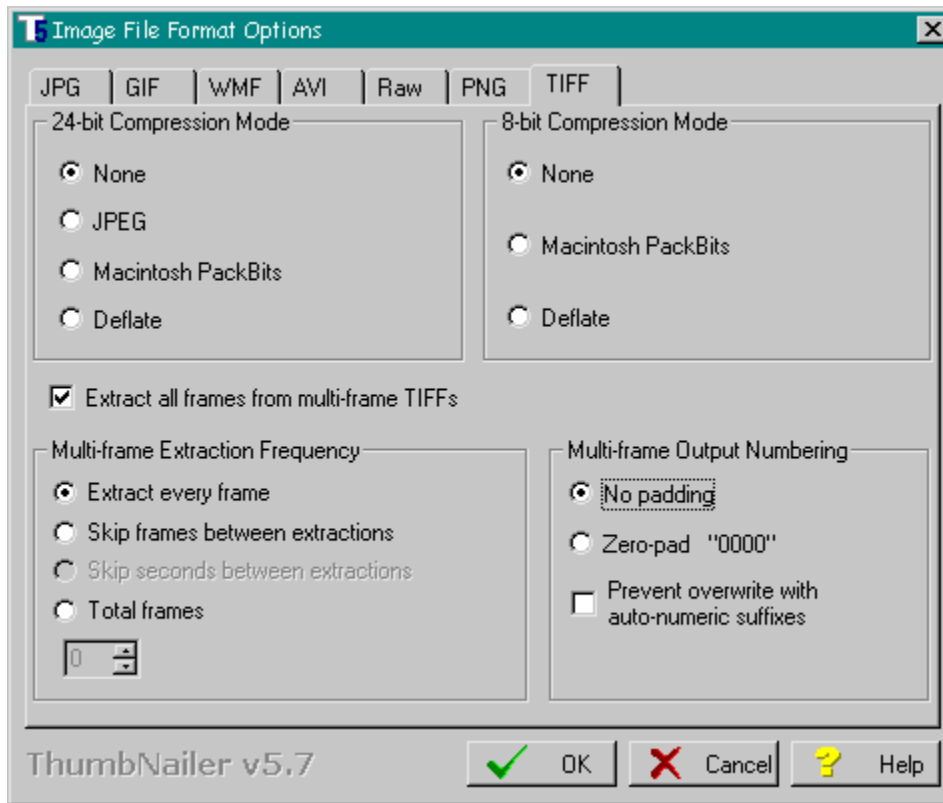 T5 Image File Format Options
JPG GIF WMF AVI Raw PNG TIFF
24-bit Compression Mode
None
JPEG
Macintosh PackBits
Deflate
8-bit Compression Mode
None
Macintosh PackBits
Deflate
Extract all frames from multi-frame TIFFs
Multi-frame Extraction Frequency
Extract every frame
Skip frames between extractions
Skip seconds between extractions
Total frames
0
Multi-frame Output Numbering
No padding
Zero-pad "0000"
Prevent overwrite with
auto-numeric suffixes
ThumbNailer v5.7
OK Cancel Help